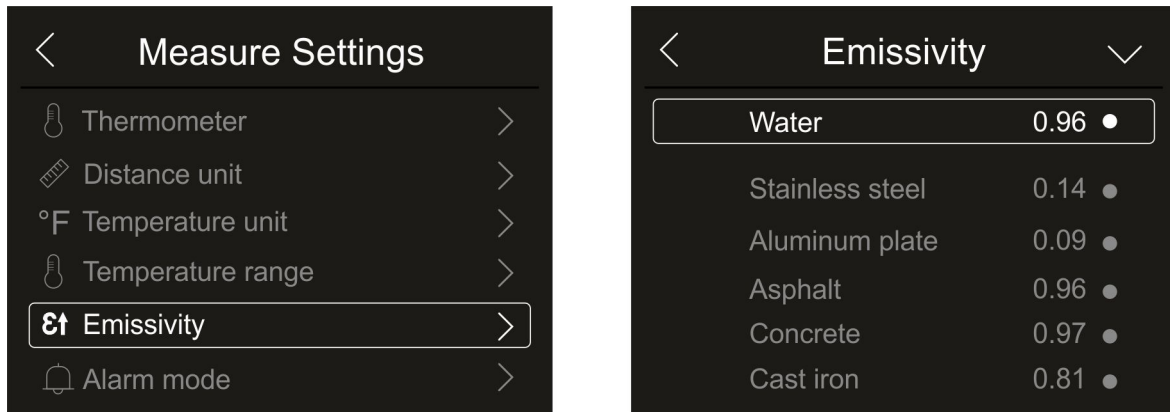 Measure Settings
Thermometer
Distance unit
°F Temperature unit
Temperature range
Ɛ↑ Emissivity
Alarm mode
Emissivity
Water 0.96
Stainless steel 0.14
Aluminum plate 0.09
Asphalt 0.96
Concrete 0.97
Cast iron 0.81